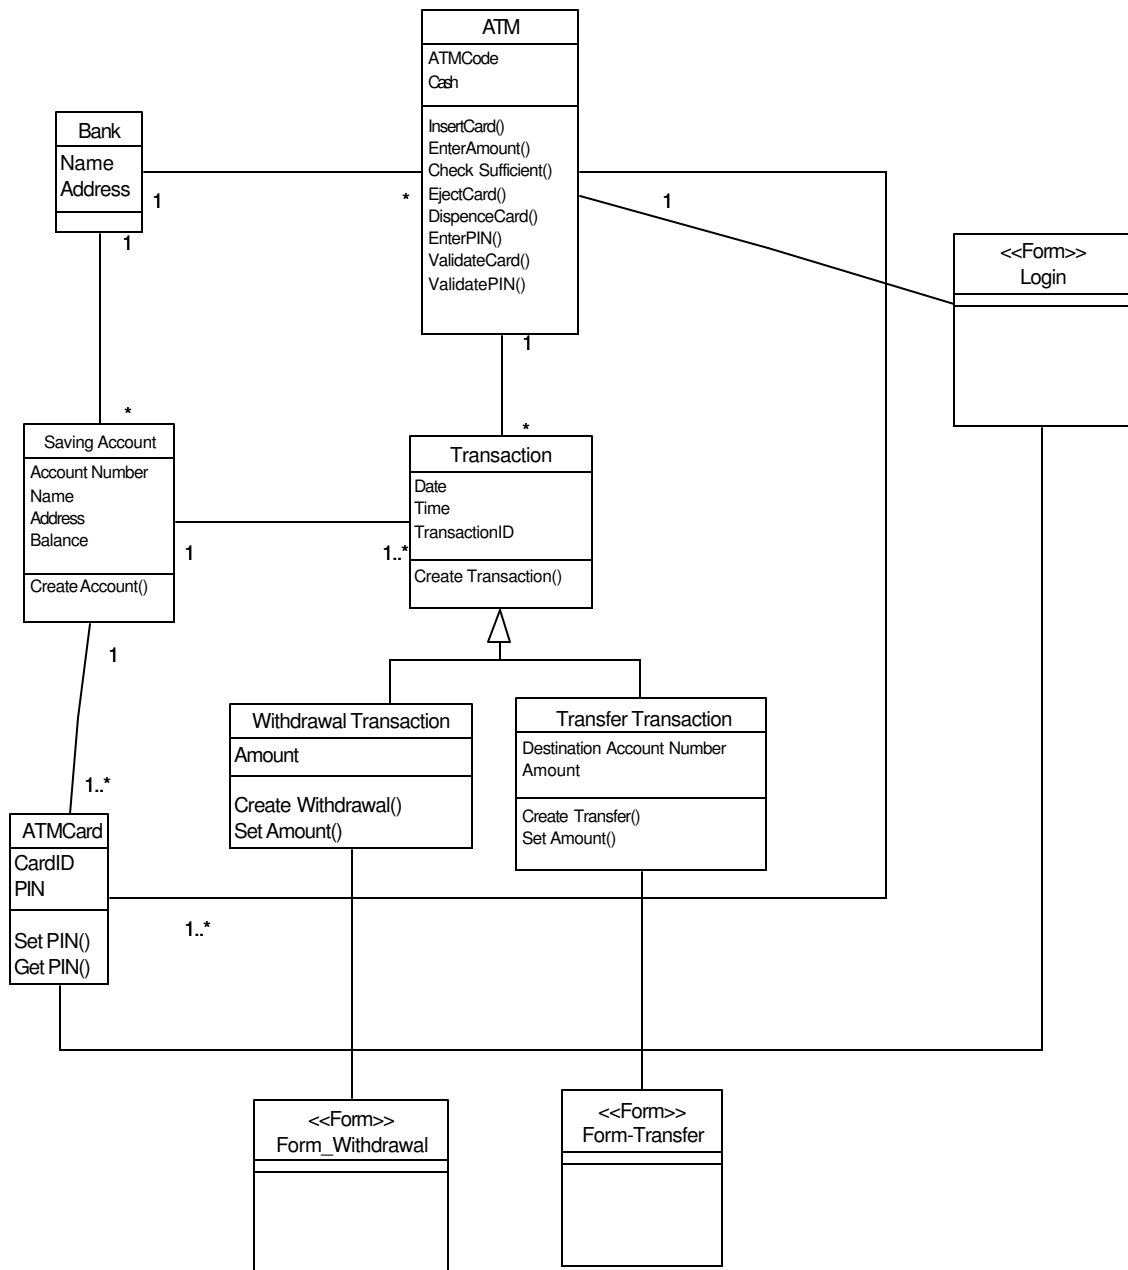 ATM
ATMCode
Cash
InsertCard()
EnterAmount()
Check Sufficient()
EjectCard()
DispenceCard()
EnterPIN()
ValidateCard()
ValidatePIN()
Bank
Name
Address
1
*
1
1
<<Form>>
Login
1
*
*
Saving Account
Account Number
Name
Address
Balance
Create Account()
1
1..*
Transaction
Date
Time
TransactionID
Create Transaction()
1
1..*
Withdrawal Transaction
Amount
Create Withdrawal()
Set Amount()
Transfer Transaction
Destination Account Number
Amount
Create Transfer()
Set Amount()
ATMCard
CardID
PIN
Set PIN()
Get PIN()
1..*
<<Form>>
Form_Withdrawal
<<Form>>
Form-Transfer